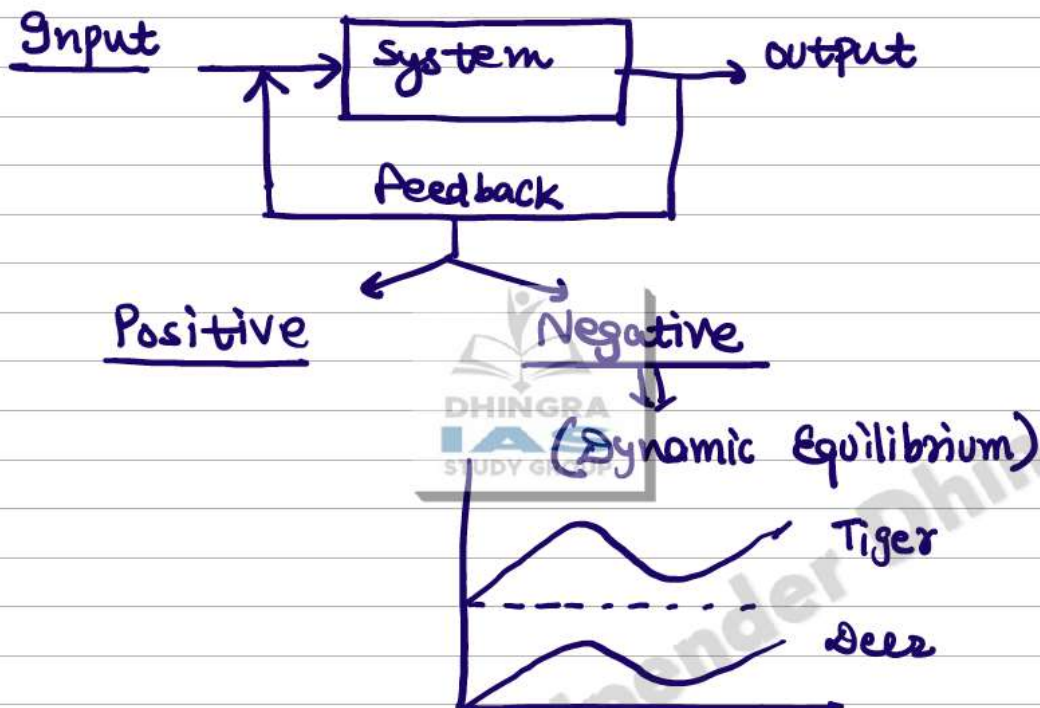 Input
system
output
feedback
Positive
Negative
DHINGRA
IAS
STUDY GROUP
(Dynamic Equilibrium)
Tiger
Deer